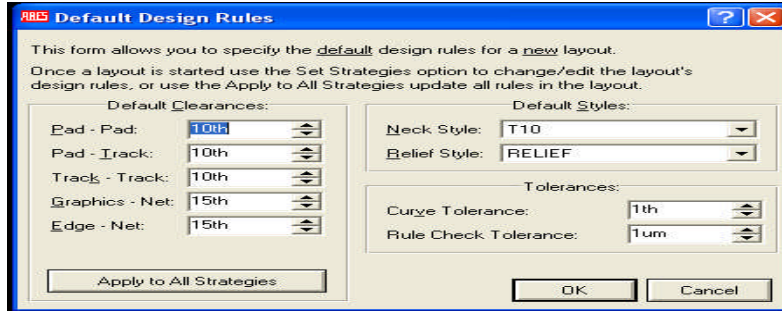 ARES Default Design Rules
This form allows you to specify the default design rules for a new layout.
Once a layout is started use the Set Strategies option to change/edit the layout's
design rules, or use the Apply to All Strategies update all rules in the layout.
Default Clearances:
Pad - Pad: 10th
Pad - Track: 10th
Track - Track: 10th
Graphics - Net: 15th
Edge - Net: 15th
Apply to All Strategies
Default Styles:
Neck Style: T10
Relief Style: RELIEF
Tolerances:
Curve Tolerance: 1th
Rule Check Tolerance: 1um
OK Cancel